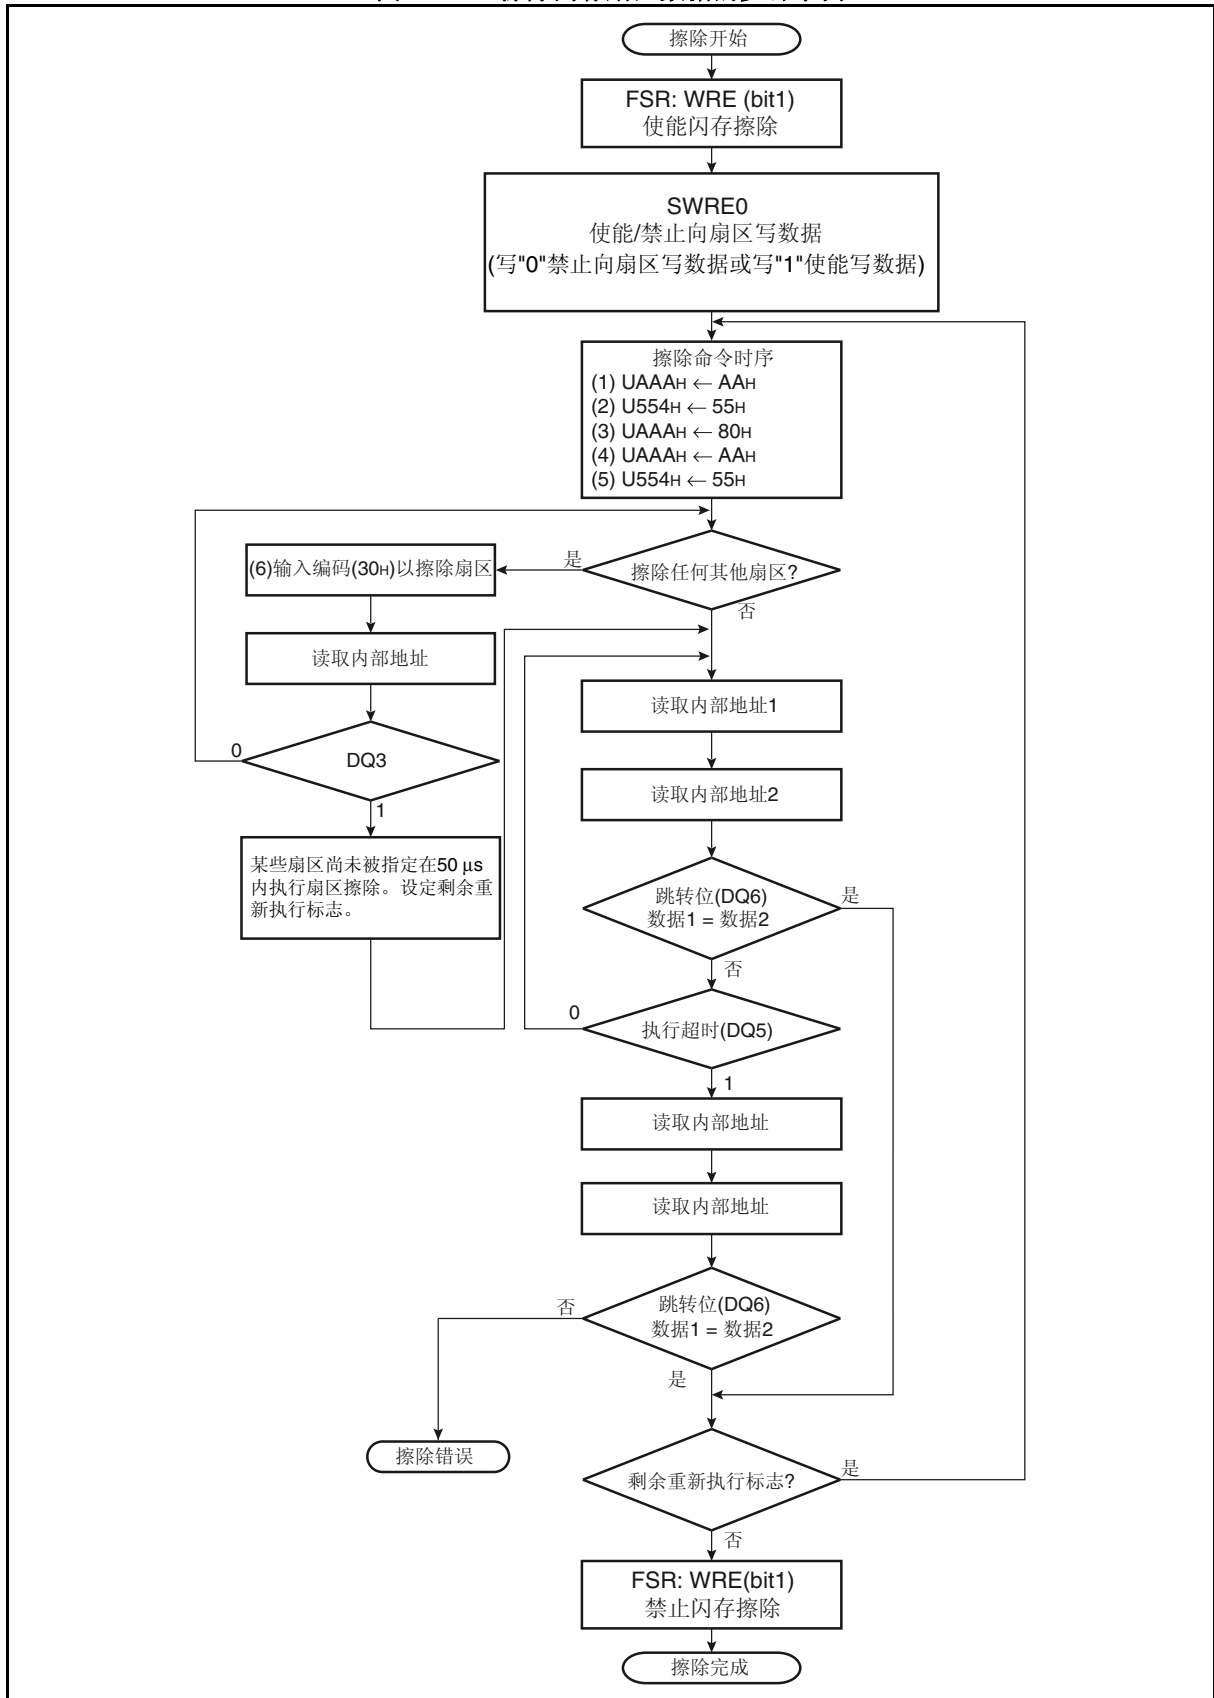 擦除开始
FSR: WRE (bit1)
使能闪存擦除
SWRE0
使能/禁止向扇区写数据
(写"0"禁止向扇区写数据或写"1"使能写数据)
擦除命令时序
(1) UAAAH ← AAH
(2) U554H ← 55H
(3) UAAAH ← 80H
(4) UAAAH ← AAH
(5) U554H ← 55H
擦除任何其他扇区?
是
否
(6)输入编码(30H)以擦除扇区
读取内部地址
DQ3
0
1
某些扇区尚未被指定在50 μs
内执行扇区擦除。设定剩余重
新执行标志。
读取内部地址1
读取内部地址2
跳转位(DQ6)
数据1 = 数据2
是
否
执行超时(DQ5)
0
1
读取内部地址
读取内部地址
跳转位(DQ6)
数据1 = 数据2
否
是
擦除错误
剩余重新执行标志?
是
否
FSR: WRE(bit1)
禁止闪存擦除
擦除完成